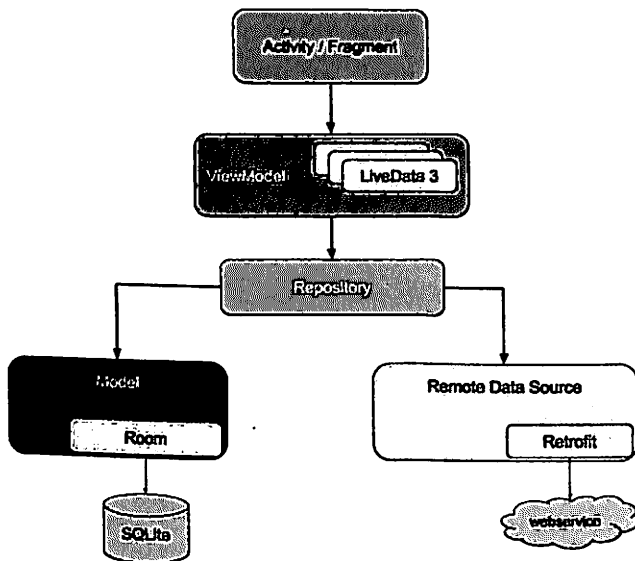 Activity / Fragment
ViewModel
LiveData 3
Repository
Model
Room
SQLite
Remote Data Source
Retrofit
webservice